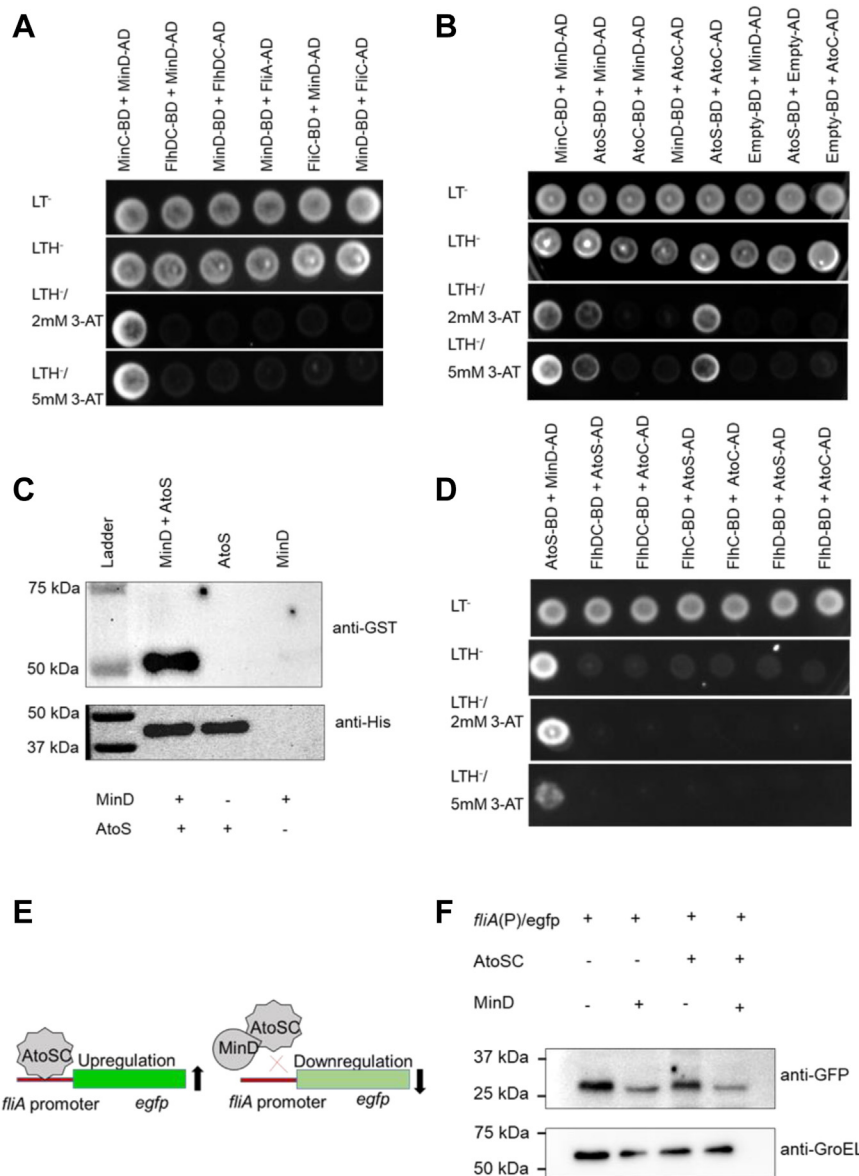 A
MinC-BD + MinD-AD
FlhDC-BD + MinD-AD
MinD-BD + FlhDC-AD
MinD-BD + FliA-AD
FliC-BD + MinD-AD
MinD-BD + FliC-AD
LT⁻
LTH⁻
LTH⁻/
2mM 3-AT
LTH⁻/
5mM 3-AT
B
MinC-BD + MinD-AD
AtoS-BD + MinD-AD
AtoC-BD + MinD-AD
MinD-BD + AtoC-AD
AtoS-BD + AtoC-AD
Empty-BD + MinD-AD
AtoS-BD + Empty-AD
Empty-BD + AtoC-AD
LT⁻
LTH⁻
LTH⁻/
2mM 3-AT
LTH⁻/
5mM 3-AT
C
Ladder
MinD + AtoS
AtoS
MinD
75 kDa
50 kDa
anti-GST
50 kDa
37 kDa
anti-His
MinD + - +
AtoS + + -
D
AtoS-BD + MinD-AD
FlhDC-BD + AtoS-AD
FlhDC-BD + AtoC-AD
FlhC-BD + AtoS-AD
FlhC-BD + AtoC-AD
FlhD-BD + AtoS-AD
FlhD-BD + AtoC-AD
LT⁻
LTH⁻
LTH⁻/
2mM 3-AT
LTH⁻/
5mM 3-AT
E
AtoSC
Upregulation
fliA promoter egfp
MinD
AtoSC
Downregulation
fliA promoter egfp
F
fliA(P)/egfp + + + +
AtoSC - - + +
MinD - + - +
37 kDa
25 kDa
anti-GFP
75 kDa
50 kDa
anti-GroEL